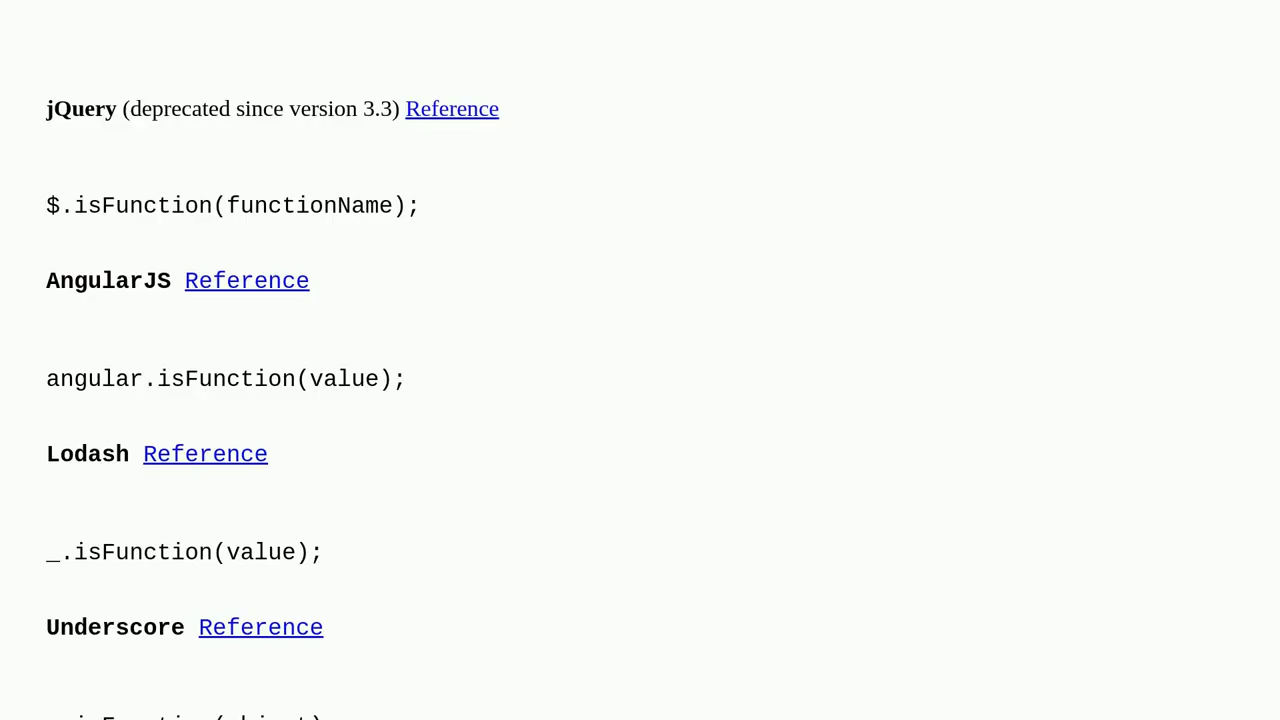 jQuery (deprecated since version 3.3) Reference
$.isFunction(functionName);
AngularJS Reference
angular.isFunction(value);
Lodash Reference
_.isFunction(value);
Underscore Reference